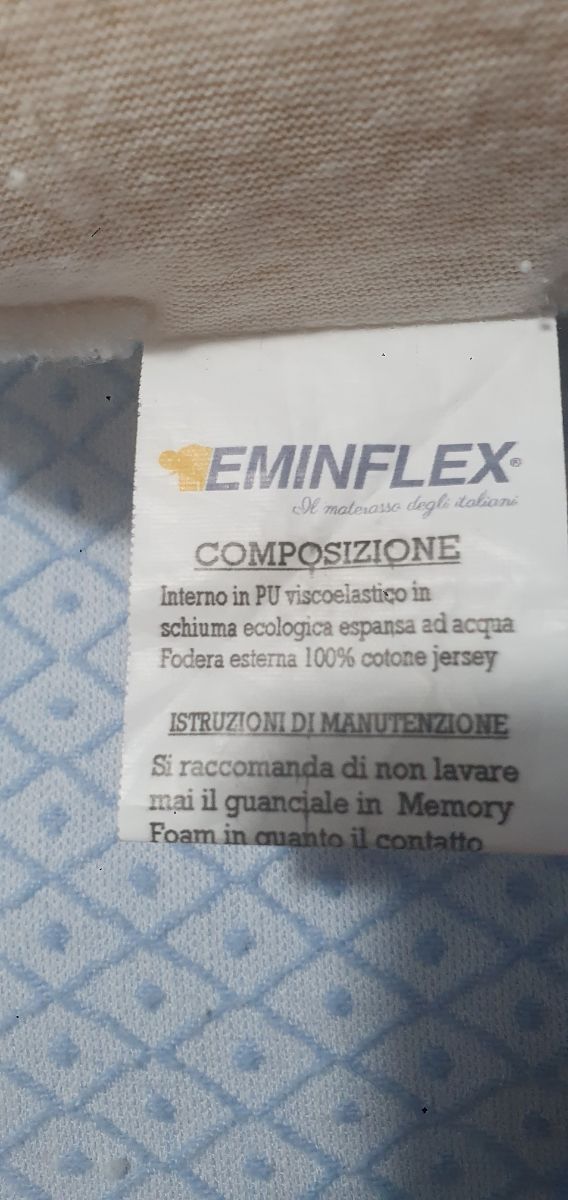 EMINFLEX®
Il materasso degli italiani
COMPOSIZIONE
Interno in PU viscoelastico in
schiuma ecologica espansa ad acqua
Fodera esterna 100% cotone jersey
ISTRUZIONI DI MANUTENZIONE
Si raccomanda di non lavare
mai il guanciale in Memory
Foam in quanto il contatto